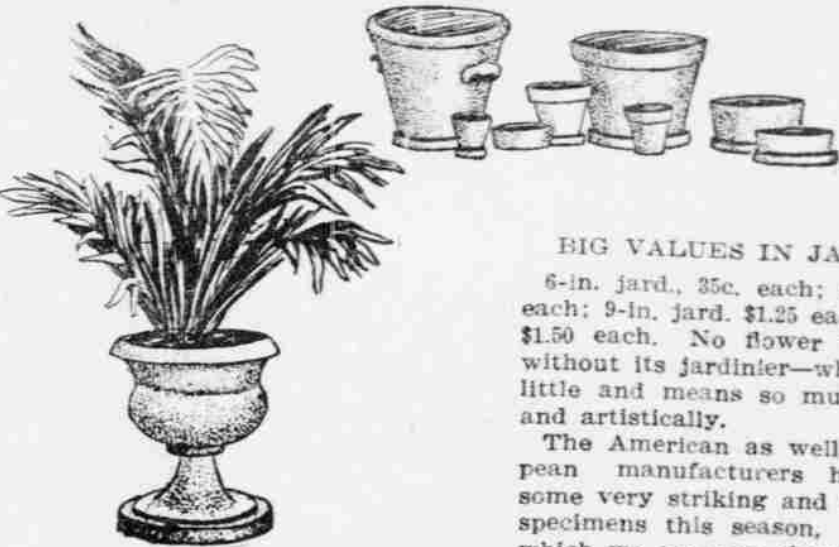 BIG VALUES IN JA
6-in. jard., 35c. each;
each; 9-in. jard. $1.25 ea
$1.50 each. No flower
without its jardinier—wh
little and means so mu
and artistically.
The American as well
pean manufacturers h
some very striking and
specimens this season,